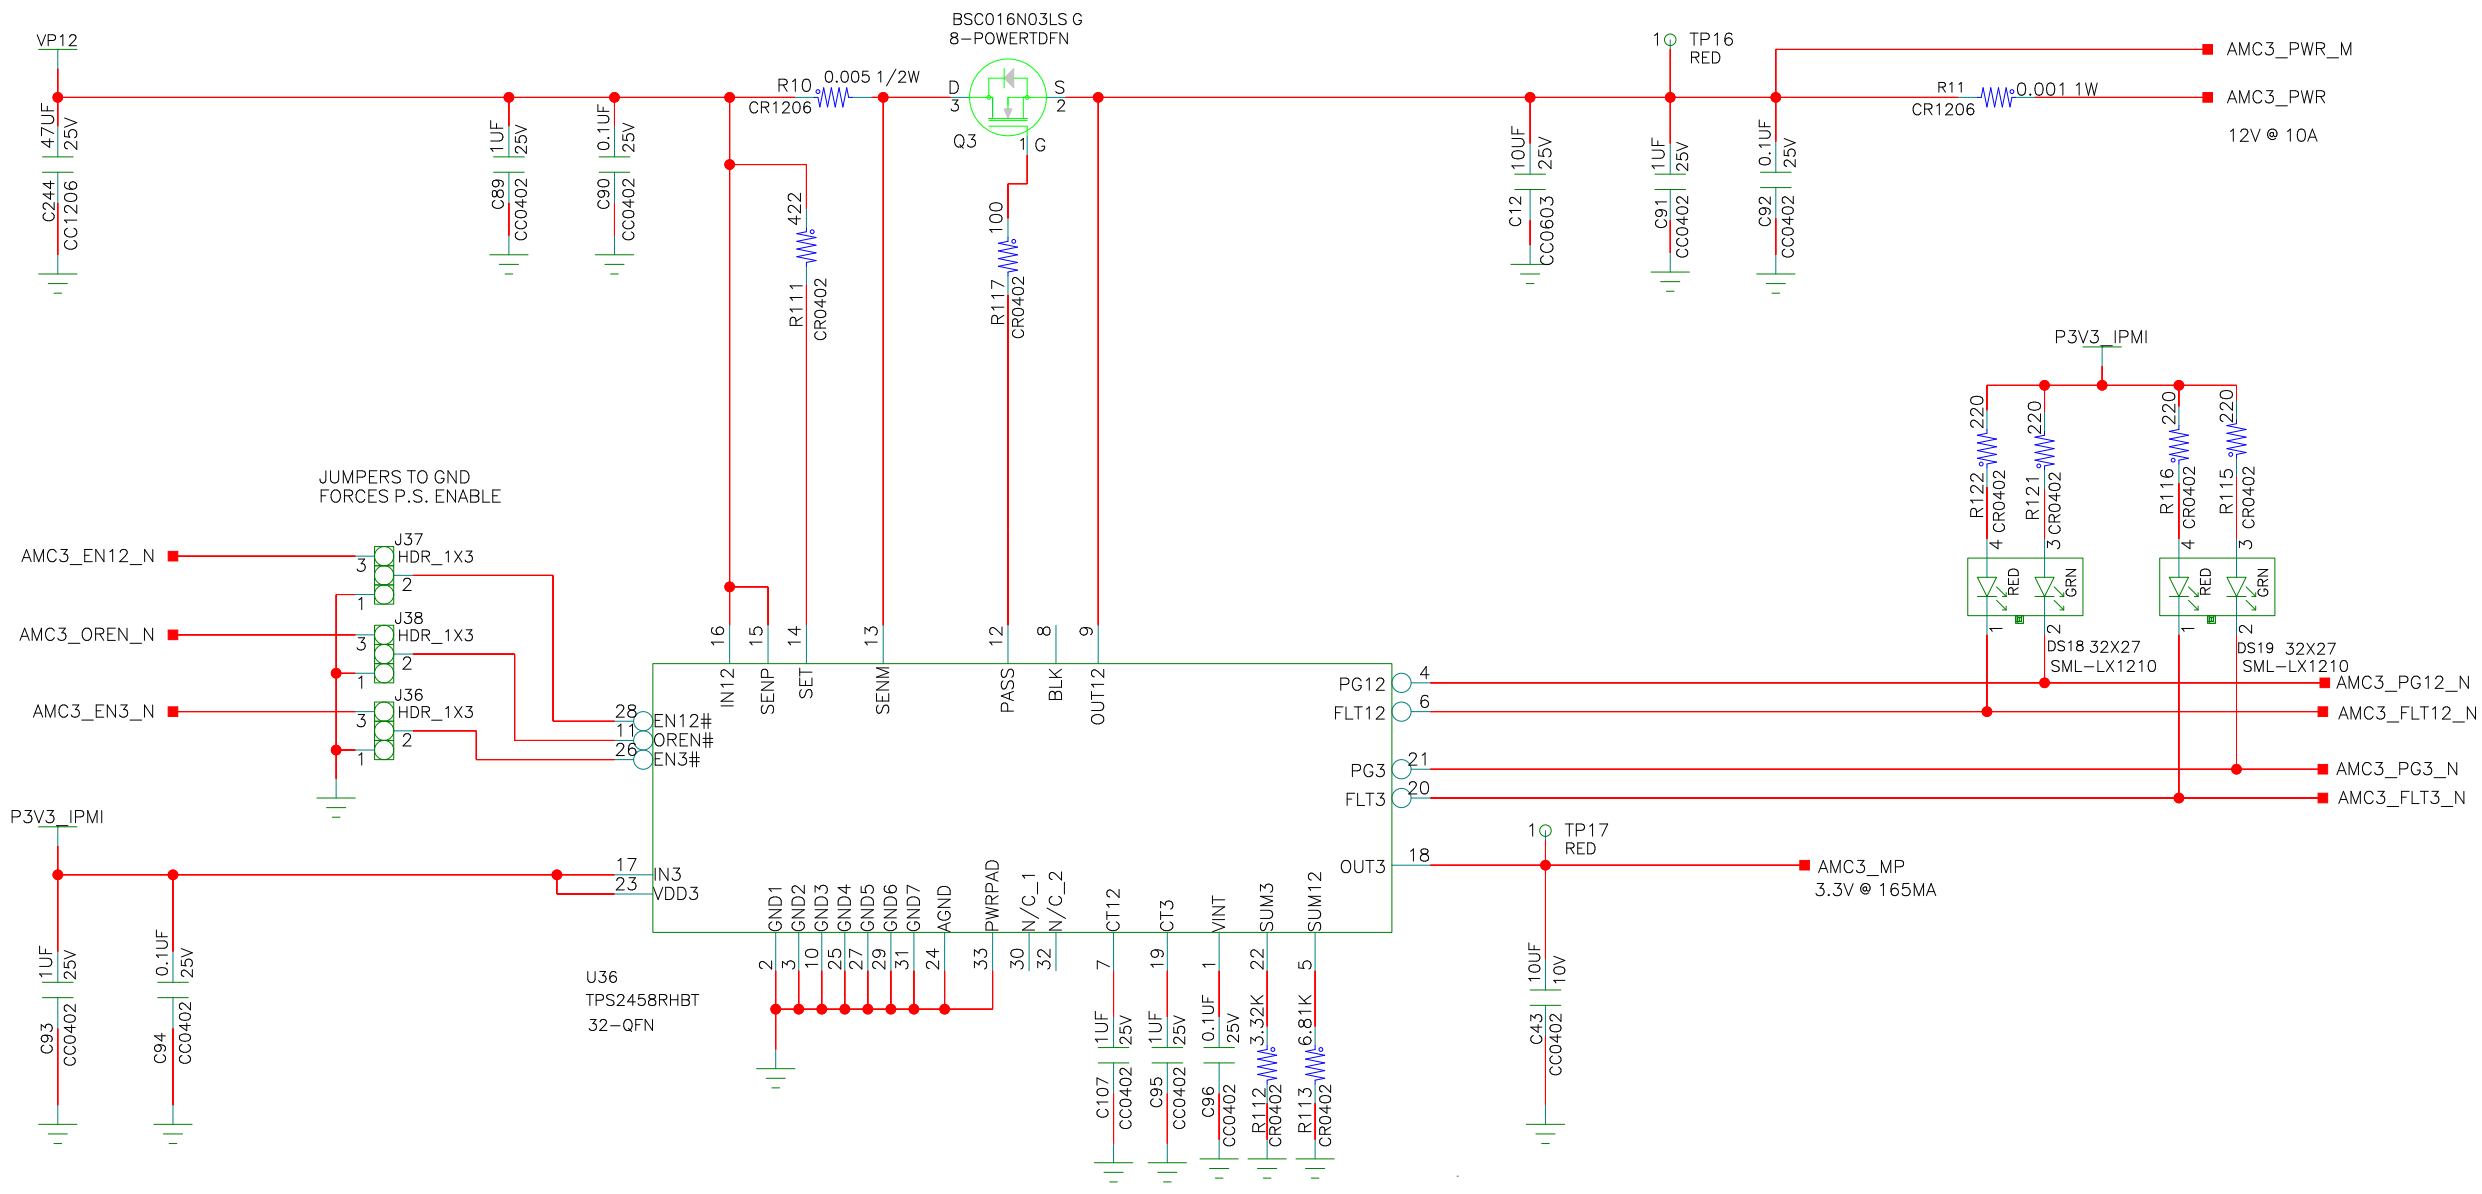 BSC016N03LS G
8-POWERTDFN
VP12
47UF
25V
C244
CC1206
1UF
25V
C89
CC0402
0.1UF
25V
C90
CC0402
R10
0.005 1/2W
CR1206
D
3
S
2
Q3
1
G
1
TP16
RED
AMC3_PWR_M
R11
0.001 1W
CR1206
AMC3_PWR
12V @ 10A
10UF
25V
C12
CC0603
1UF
25V
C91
CC0402
0.1UF
25V
C92
CC0402
422
R111
CR0402
100
R117
CR0402
P3V3_IPMI
220
R122
CR0402
220
R121
CR0402
220
R116
CR0402
220
R115
CR0402
4
3
RED
GRN
1
2
DS18 32X27
SML-LX1210
4
3
RED
GRN
1
2
DS19 32X27
SML-LX1210
JUMPERS TO GND
FORCES P.S. ENABLE
AMC3_EN12_N
J37
HDR_1X3
3
2
1
AMC3_OREN_N
J38
HDR_1X3
3
2
1
AMC3_EN3_N
J36
HDR_1X3
3
2
1
16
15
14
13
12
8
9
IN12
SENP
SET
SENM
PASS
BLK
OUT12
28
EN12#
11
OREN#
26
EN3#
PG12
4
AMC3_PG12_N
FLT12
6
AMC3_FLT12_N
PG3
21
AMC3_PG3_N
FLT3
20
AMC3_FLT3_N
P3V3_IPMI
17
IN3
23
VDD3
OUT3
18
1
TP17
RED
AMC3_MP
3.3V @ 165MA
GND1
GND2
GND3
GND4
GND5
GND6
GND7
AGND
PWRPAD
N/C_1
N/C_2
CT12
CT3
VINT
SUM3
SUM12
2
3
10
25
27
29
31
24
33
30
32
7
19
1
22
5
U36
TPS2458RHBT
32-QFN
1UF
25V
C93
CC0402
0.1UF
25V
C94
CC0402
1UF
25V
C107
CC0402
1UF
25V
C95
CC0402
0.1UF
25V
C96
CC0402
3.32K
R112
CR0402
6.81K
R113
CR0402
10UF
10V
C43
CC0402